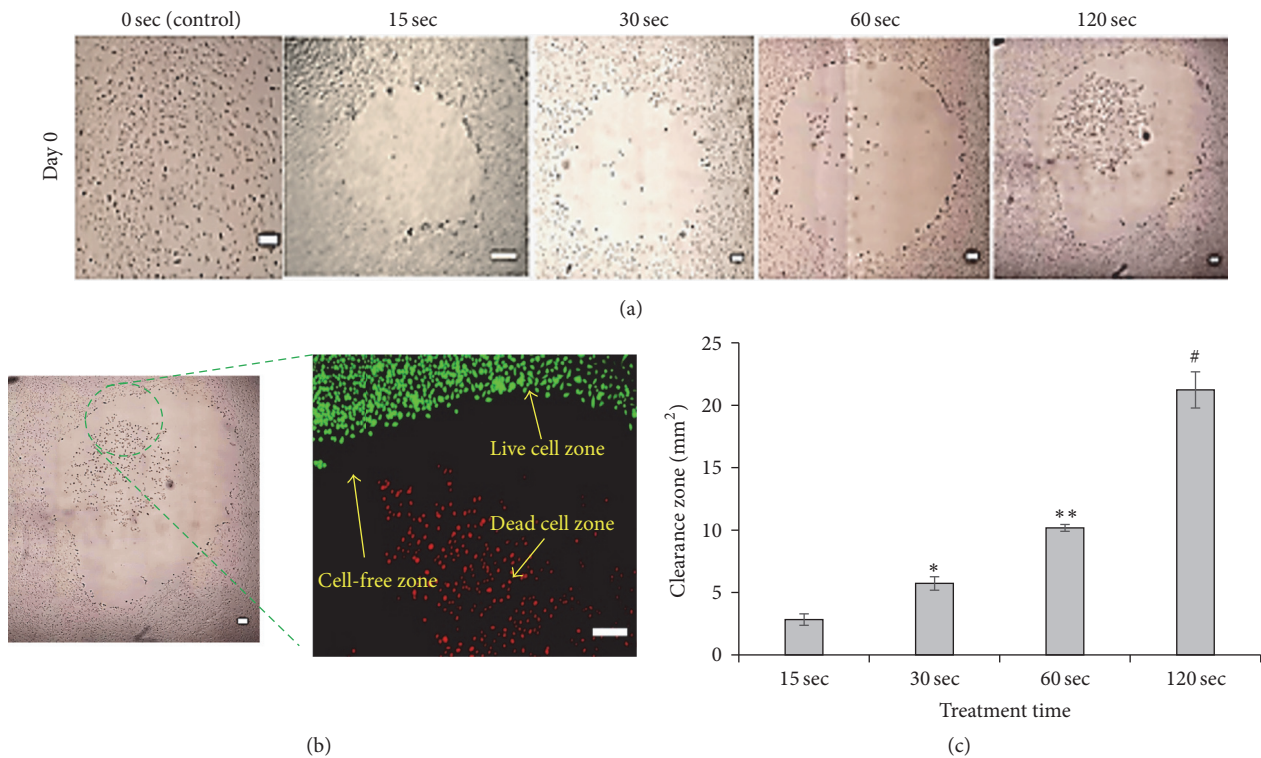 0 sec (control) 15 sec 30 sec 60 sec 120 sec
Day 0
(a)
Live cell zone
Dead cell zone
Cell-free zone
(b)
Clearance zone (mm²)
25
20
15
10
5
0
*
**
#
15 sec 30 sec 60 sec 120 sec
Treatment time
(c)